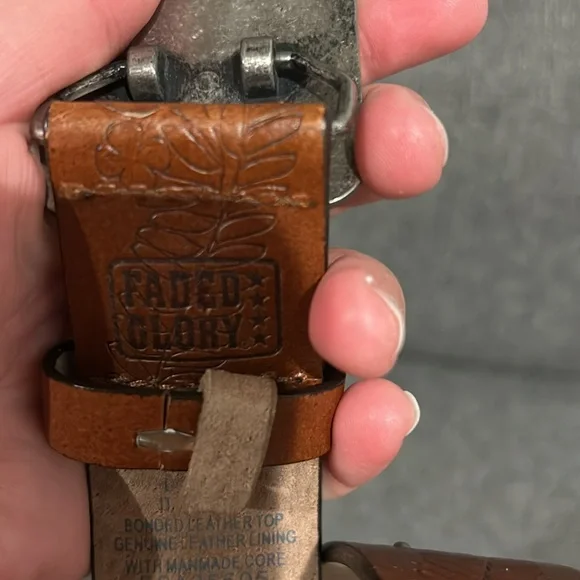 FADED
GLORY
BONDED LEATHER TOP
GENUINE LEATHER LINING
WITH MANMADE CORE